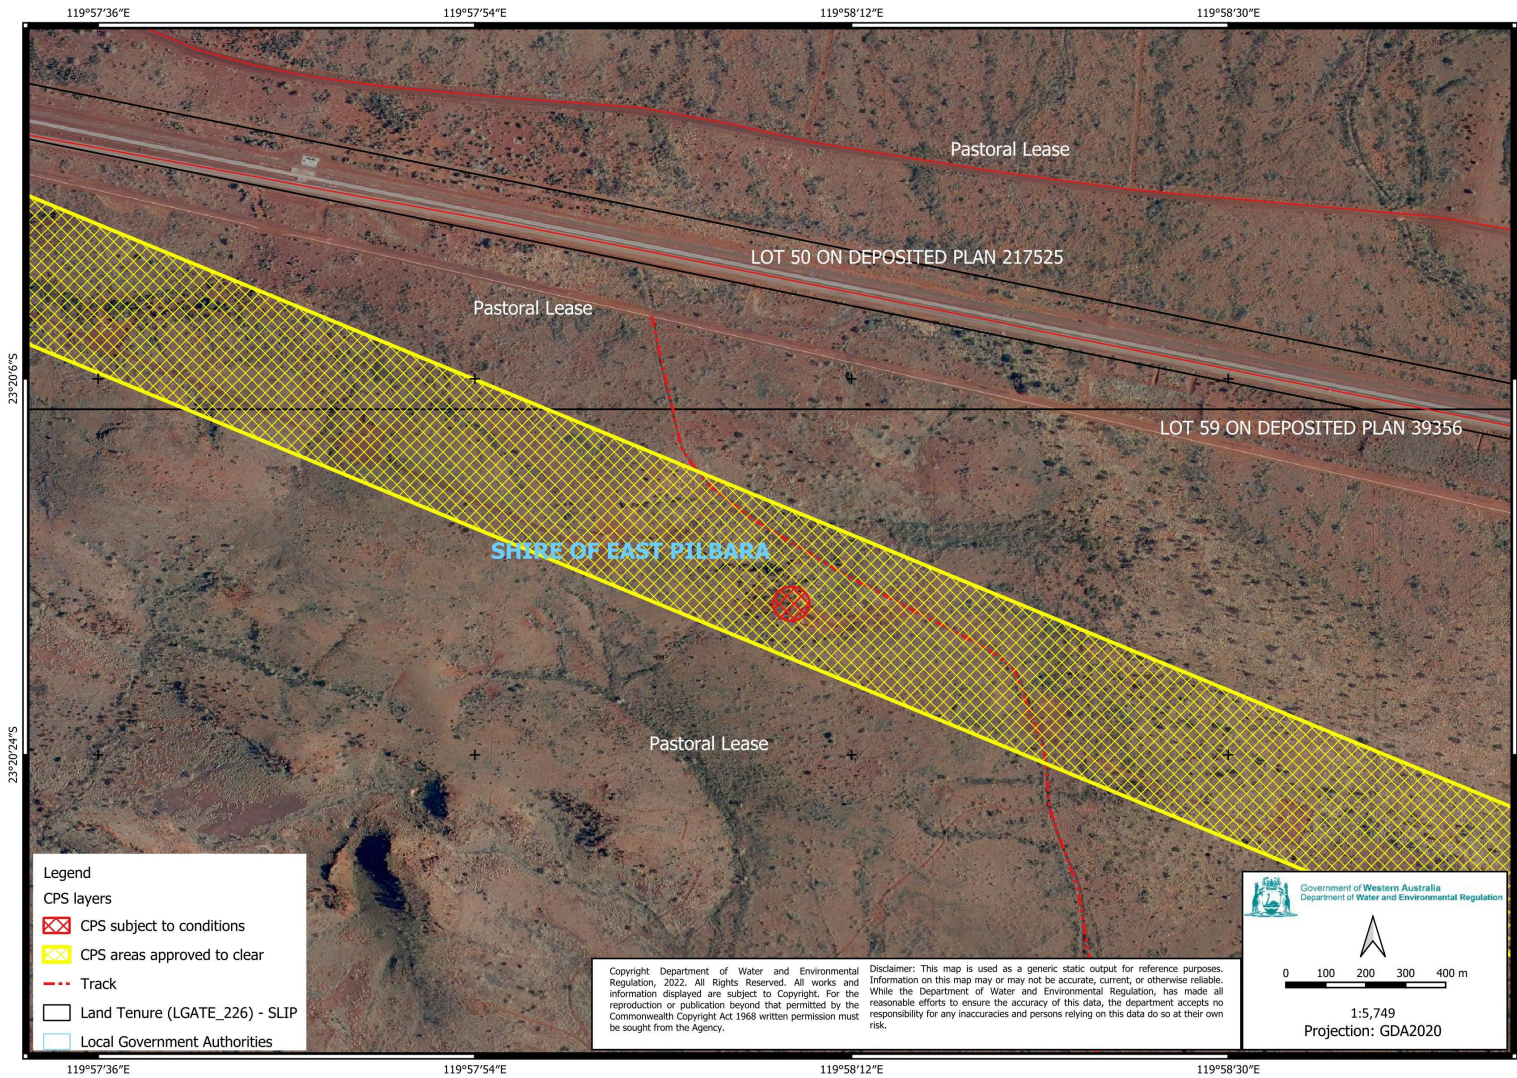 119°57′36″E 119°57′54″E 119°58′12″E 119°58′30″E
Pastoral Lease
LOT 50 ON DEPOSITED PLAN 217525
Pastoral Lease
23°20′6″S
LOT 59 ON DEPOSITED PLAN 39356
SHIRE OF EAST PILBARA
Pastoral Lease
23°20′24″S
Legend
CPS layers
CPS subject to conditions
CPS areas approved to clear
Track
Land Tenure (LGATE_226) - SLIP
Local Government Authorities
Copyright Department of Water and Environmental
Regulation, 2022. All Rights Reserved. All works and
information displayed are subject to Copyright. For the
reproduction or publication beyond that permitted by the
Commonwealth Copyright Act 1968 written permission must
be sought from the Agency.
Disclaimer: This map is used as a generic static output for reference purposes.
Information on this map may or may not be accurate, current, or otherwise reliable.
While the Department of Water and Environmental Regulation, has made all
reasonable efforts to ensure the accuracy of this data, the department accepts no
responsibility for any inaccuracies and persons relying on this data do so at their own
risk.
Government of Western Australia
Department of Water and Environmental Regulation
0 100 200 300 400 m
1:5,749
Projection: GDA2020
119°57′36″E 119°57′54″E 119°58′12″E 119°58′30″E